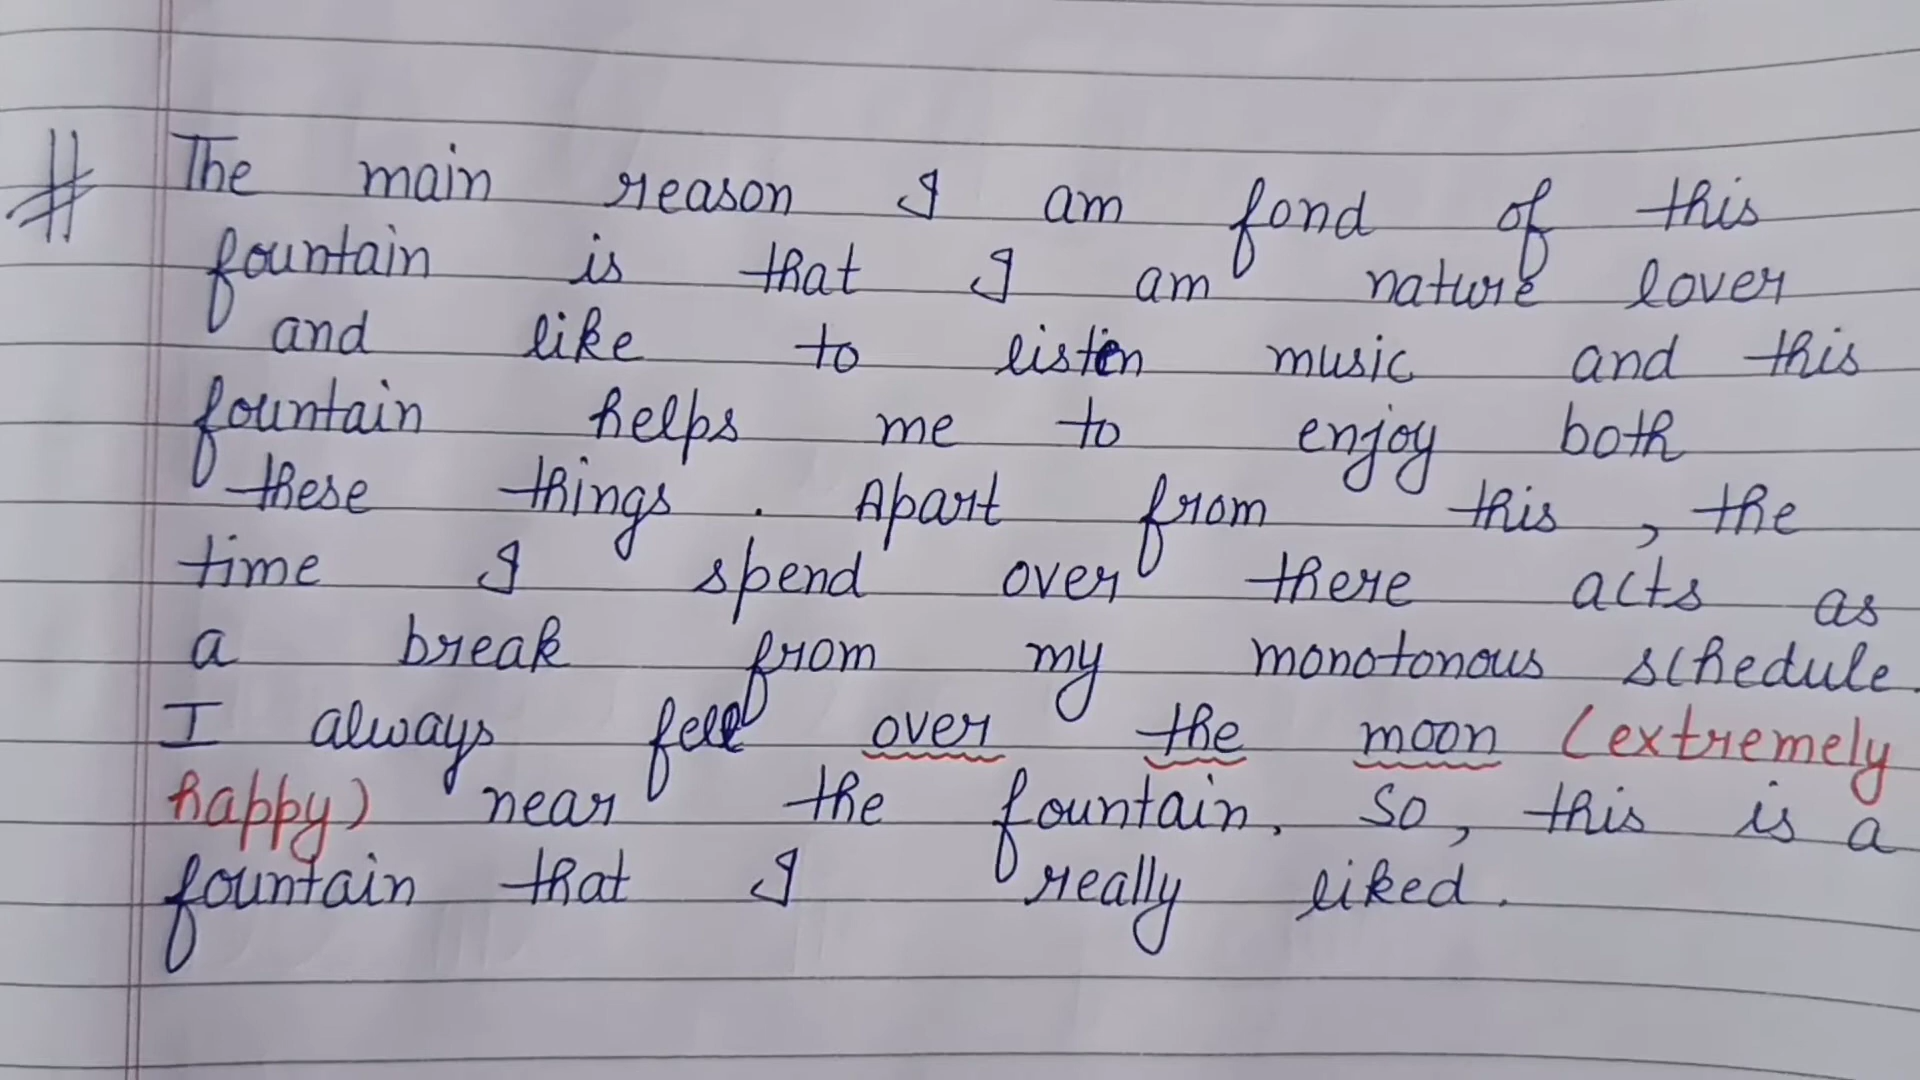 # The main reason I am fond of this
fountain is that I am nature lover
and like to listen music and this
fountain helps me to enjoy both
these things. Apart from this, the
time I spend over there acts as
a break from my monotonous schedule.
I always feel over the moon (extremely
happy) near the fountain. So, this is a
fountain that I really liked.